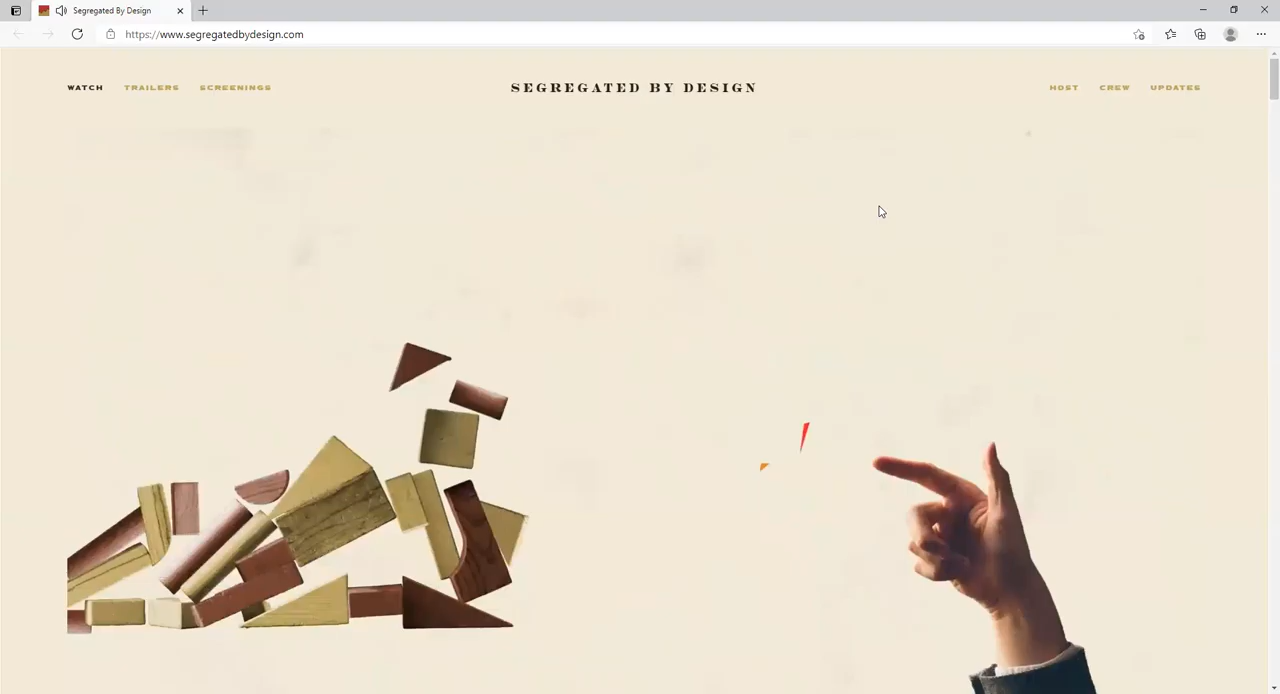 Segregated By Design
https://www.segregatedbydesign.com
WATCH TRAILERS SCREENINGS SEGREGATED BY DESIGN HOST CREW UPDATES